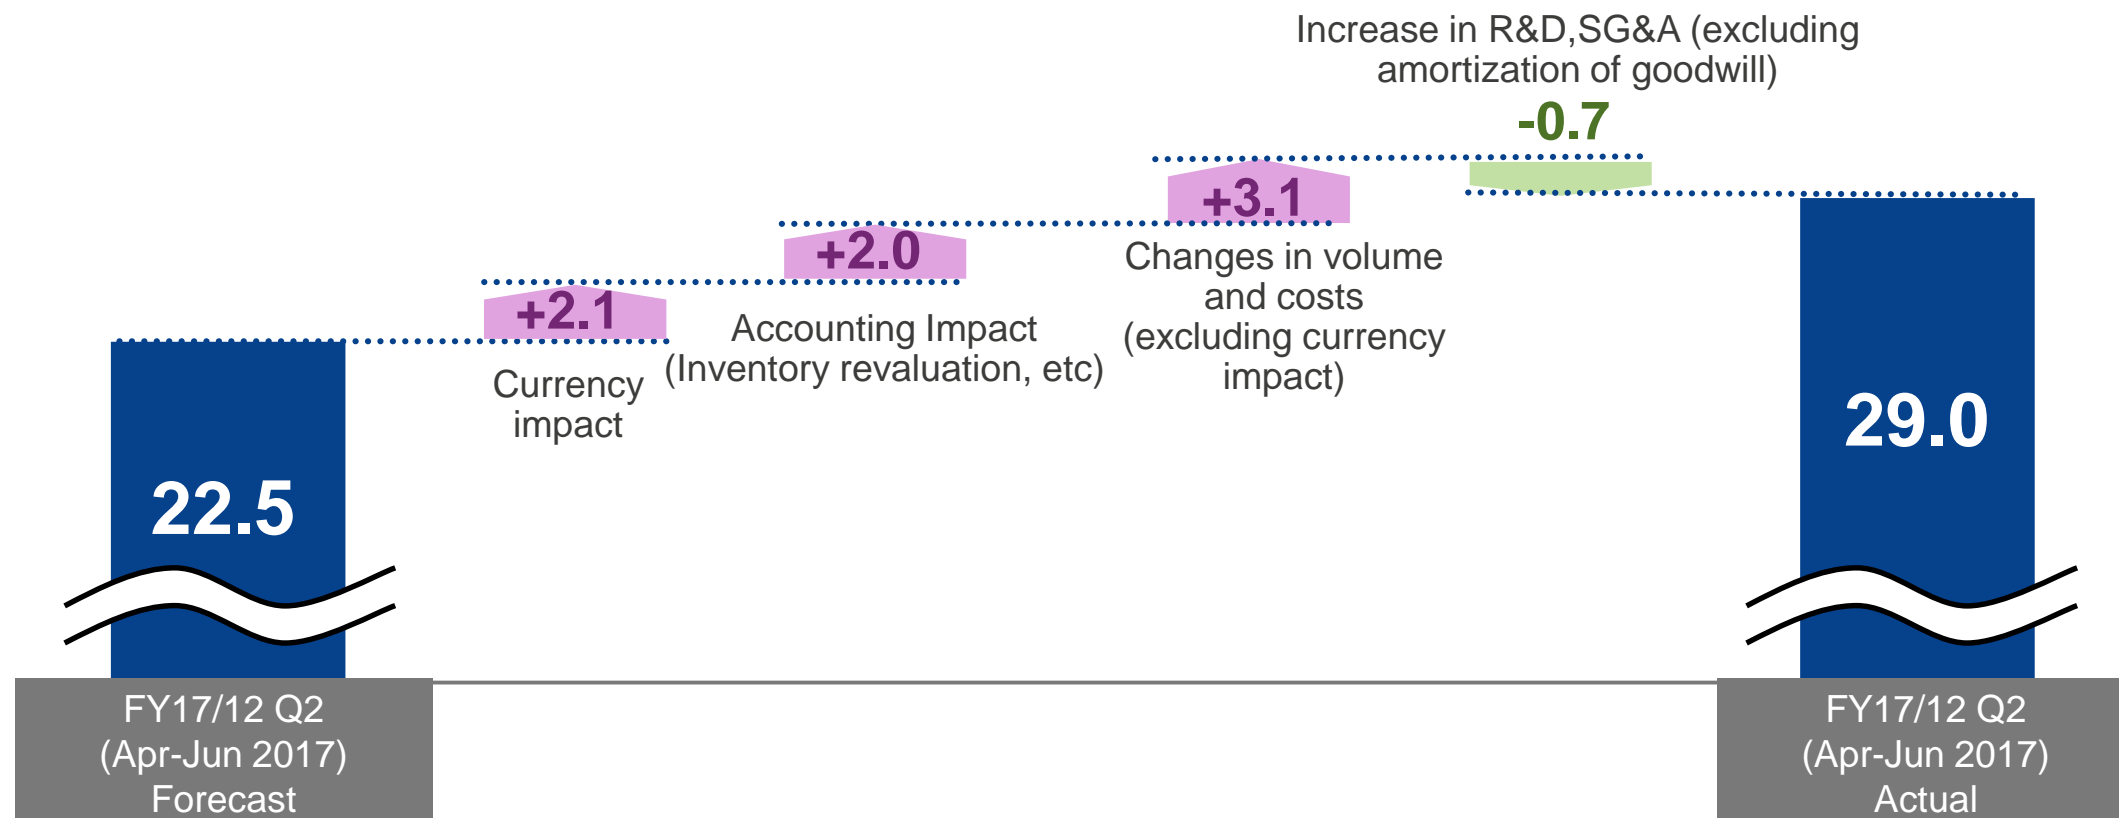 Increase in R&D,SG&A (excluding
amortization of goodwill)
-0.7
+3.1
Changes in volume
and costs
(excluding currency
impact)
+2.0
Accounting Impact
(Inventory revaluation, etc)
+2.1
Currency
impact
22.5
29.0
FY17/12 Q2
(Apr-Jun 2017)
Forecast
FY17/12 Q2
(Apr-Jun 2017)
Actual